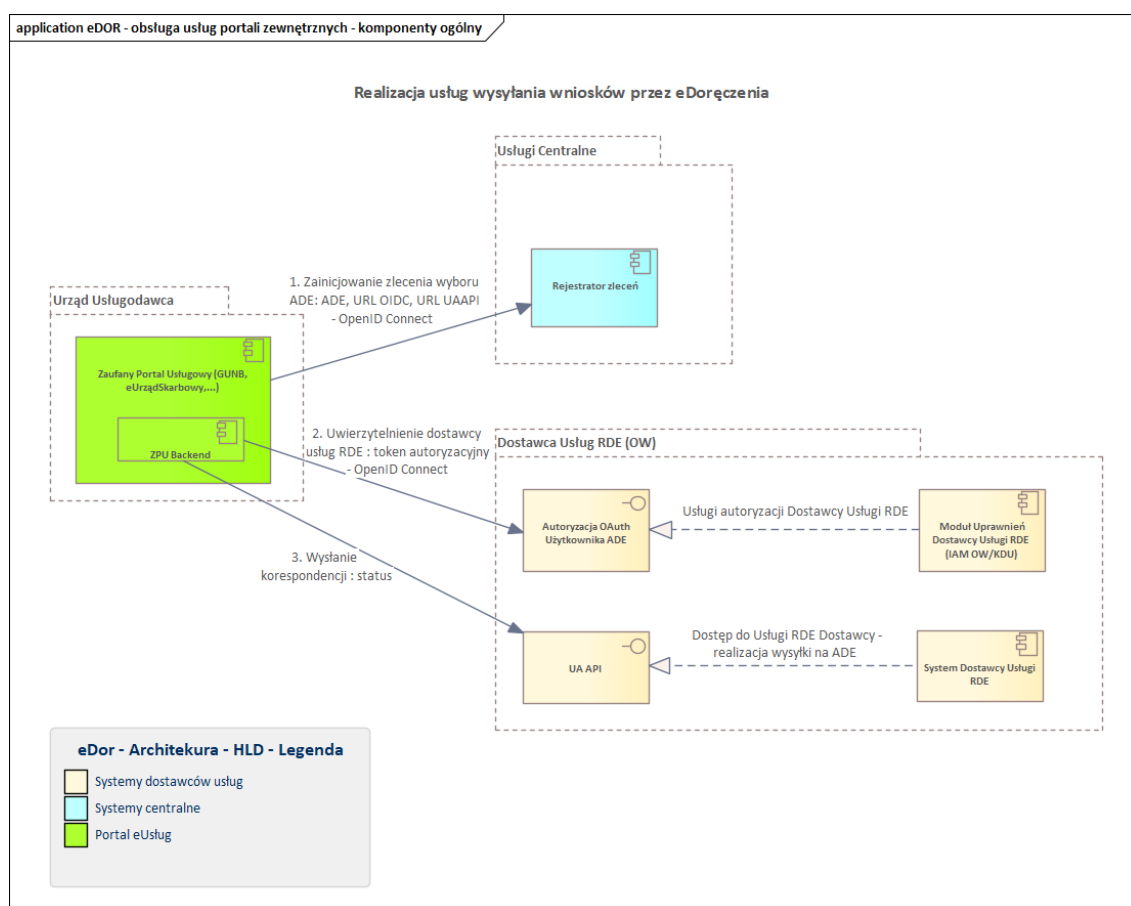 application eDOR - obsługa usług portali zewnętrznych - komponenty ogólny
Realizacja usług wysyłania wniosków przez eDoręczenia
Usługi Centralne
Rejestrator zleceń
1. Zainicjowanie zlecenia wyboru
ADE: ADE, URL OIDC, URL UAAPI
- OpenID Connect
Urząd Usługodawca
Zaufany Portal Usługowy (GUNB,
eUrządSkarbowy,...)
ZPU Backend
2. Uwierzytelnienie dostawcy
usług RDE : token autoryzacyjny
- OpenID Connect
3. Wysłanie
korespondencji : status
Dostawca Usług RDE (OW)
Autoryzacja OAuth
Użytkownika ADE
Usługi autoryzacji Dostawcy Usługi RDE
Moduł Uprawnień
Dostawcy Usługi RDE
(IAM OW/KDU)
UA API
Dostęp do Usługi RDE Dostawcy -
realizacja wysyłki na ADE
System Dostawcy Usługi
RDE
eDor - Architekura - HLD - Legenda
Systemy dostawców usług
Systemy centralne
Portal eUsług